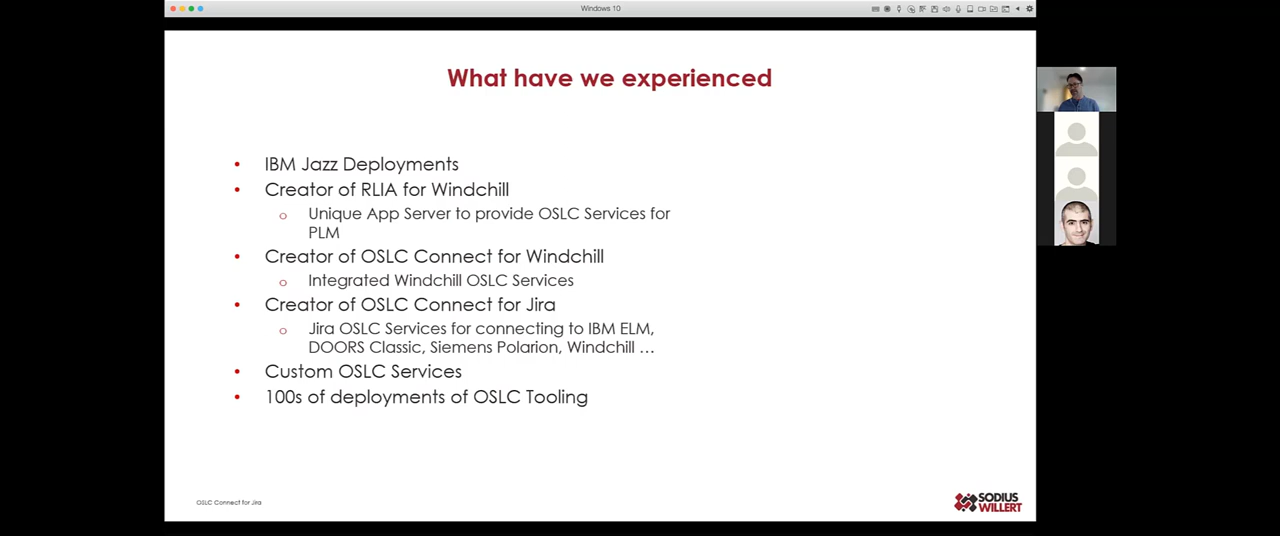 Windows 10
What have we experienced
• IBM Jazz Deployments
• Creator of RLIA for Windchill
o Unique App Server to provide OSLC Services for
PLM
• Creator of OSLC Connect for Windchill
o Integrated Windchill OSLC Services
• Creator of OSLC Connect for Jira
o Jira OSLC Services for connecting to IBM ELM,
DOORS Classic, Siemens Polarion, Windchill …
• Custom OSLC Services
• 100s of deployments of OSLC Tooling
OSLC Connect for Jira
SODIUS
WILLERT